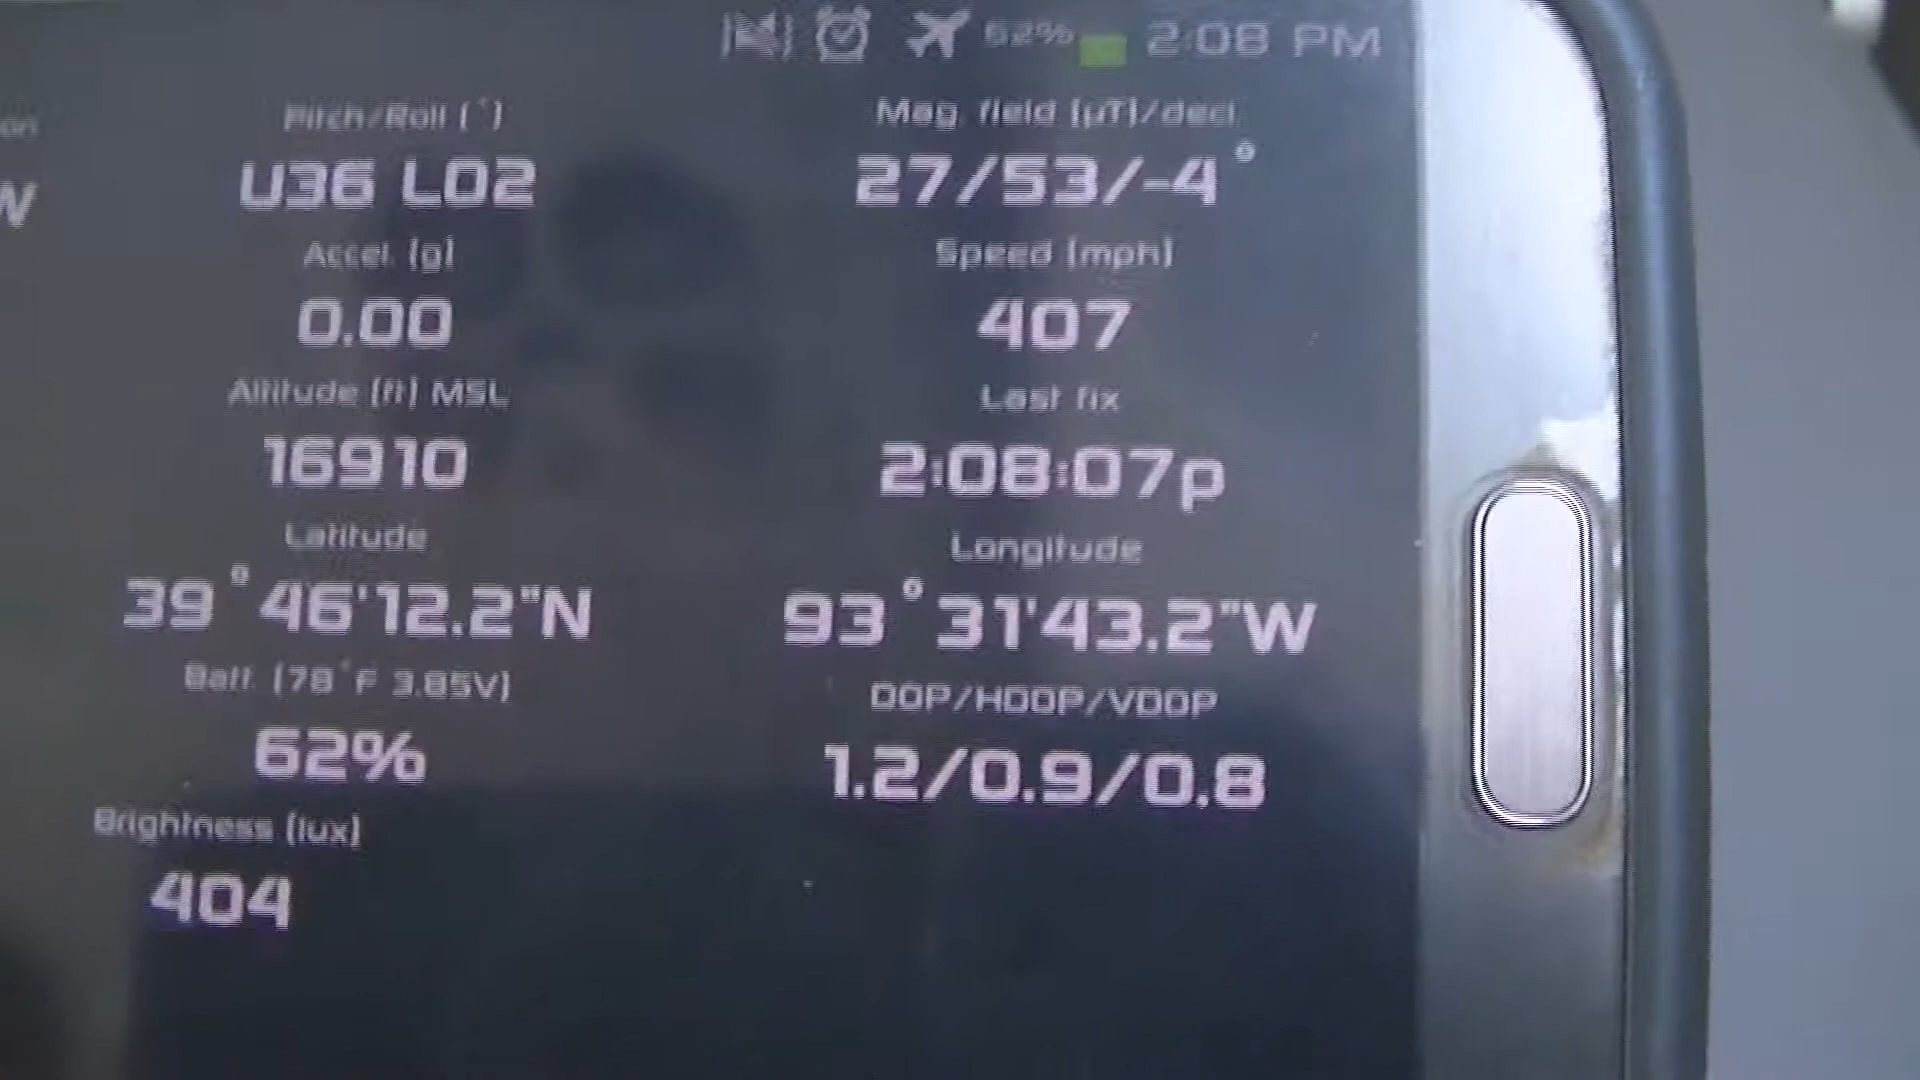 62% 2:08 PM
on Pitch/Roll (°) Mag. field (µT)/decl.
W U36 L02 27/53/-4°
Accel. (g) Speed (mph)
0.00 407
Altitude (ft) MSL Last fix
16910 2:08:07p
Latitude Longitude
39°46'12.2"N 93°31'43.2"W
Batt. (78°F 3.85V) DOP/HDOP/VDOP
62% 1.2/0.9/0.8
Brightness (lux)
404